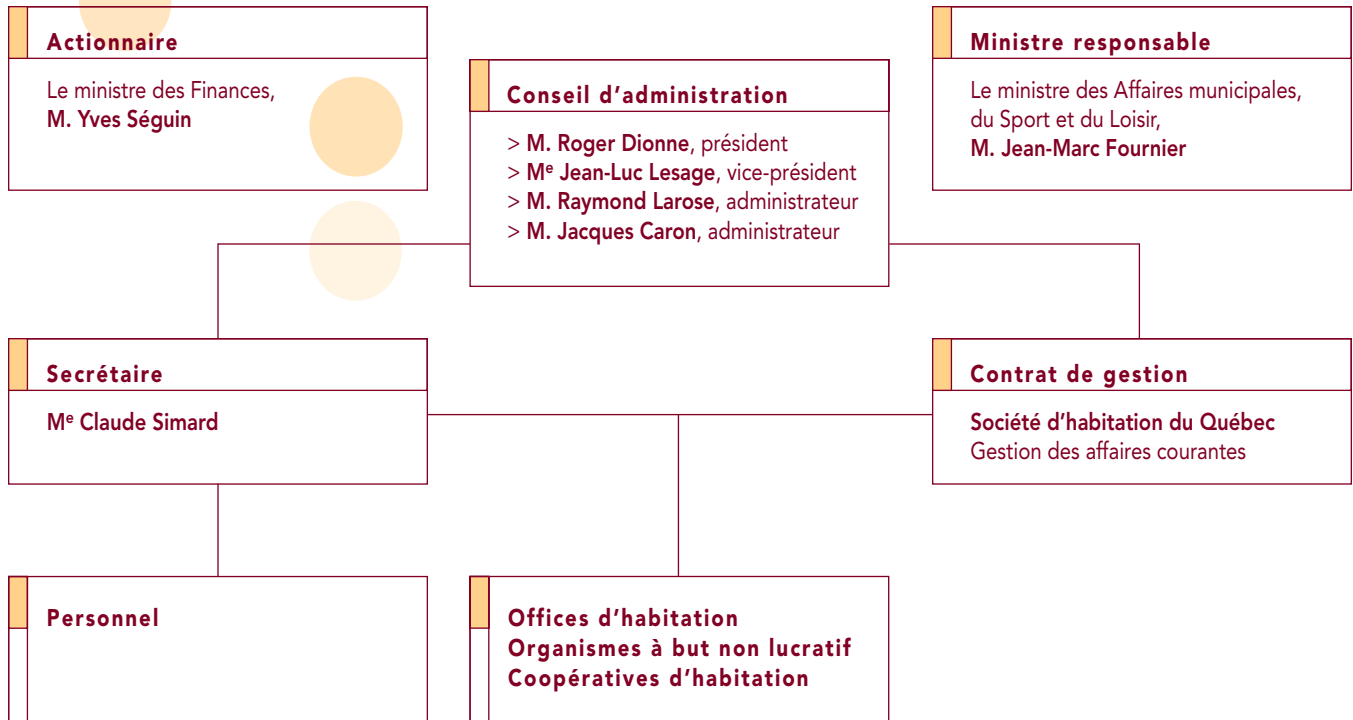 Actionnaire
Le ministre des Finances,
M. Yves Séguin
Conseil d'administration
> M. Roger Dionne, président
> Me Jean-Luc Lesage, vice-président
> M. Raymond Larose, administrateur
> M. Jacques Caron, administrateur
Ministre responsable
Le ministre des Affaires municipales,
du Sport et du Loisir,
M. Jean-Marc Fournier
Secrétaire
Me Claude Simard
Contrat de gestion
Société d'habitation du Québec
Gestion des affaires courantes
Personnel
Offices d'habitation
Organismes à but non lucratif
Coopératives d'habitation